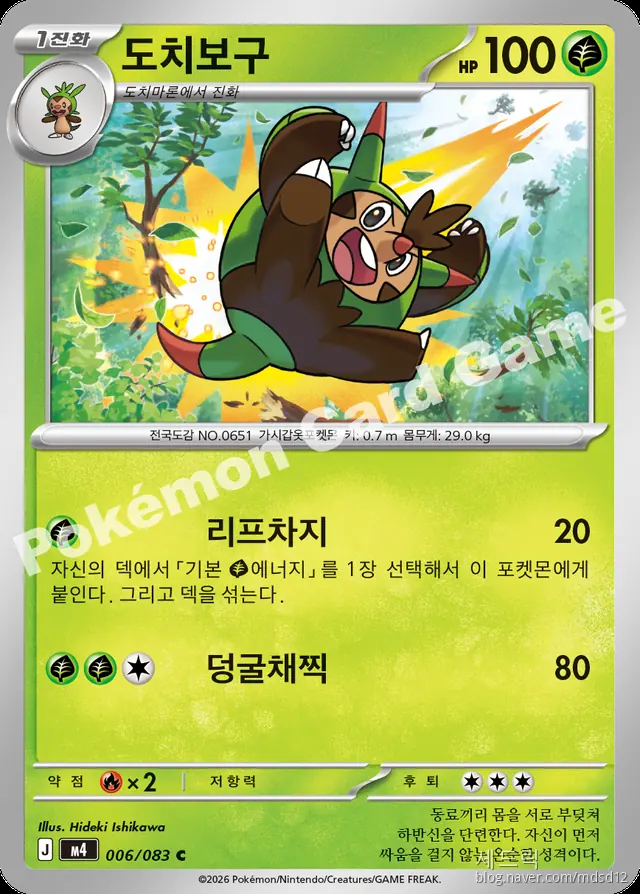 1진화
도치보구
HP 100
도치마론에서 진화
전국도감 NO.0651 가시갑옷포켓몬 키: 0.7 m 몸무게: 29.0 kg
Pokémon Card Game
리프차지 20
자신의 덱에서 「기본 에너지」를 1장 선택해서 이 포켓몬에게
붙인다. 그리고 덱을 섞는다.
덩굴채찍 80
약점 ×2 저항력 후퇴
Illus. Hideki Ishikawa
J m4 006/083 C
동료끼리 몸을 서로 부딪쳐
하반신을 단련한다. 자신이 먼저
싸움을 걸지 않는 온순한 성격이다.
blog.naver.com/mdsd12
©2026 Pokémon/Nintendo/Creatures/GAME FREAK.